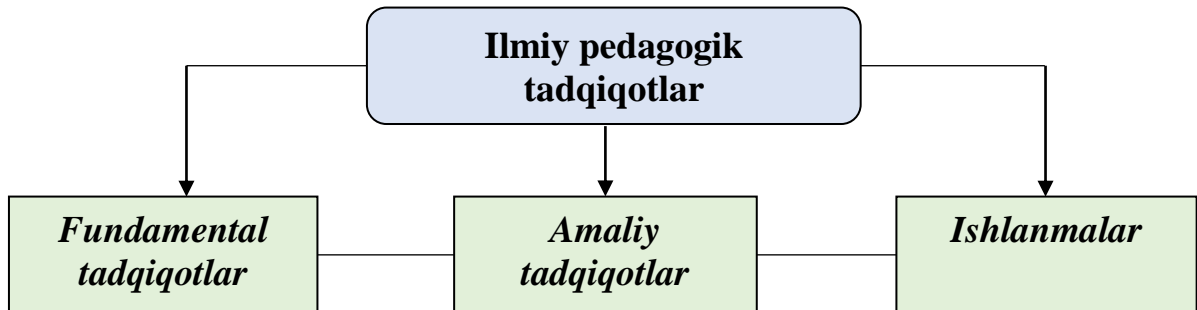 Ilmiy pedagogik
tadqiqotlar
Fundamental
tadqiqotlar
Amaliy
tadqiqotlar
Ishlanmalar